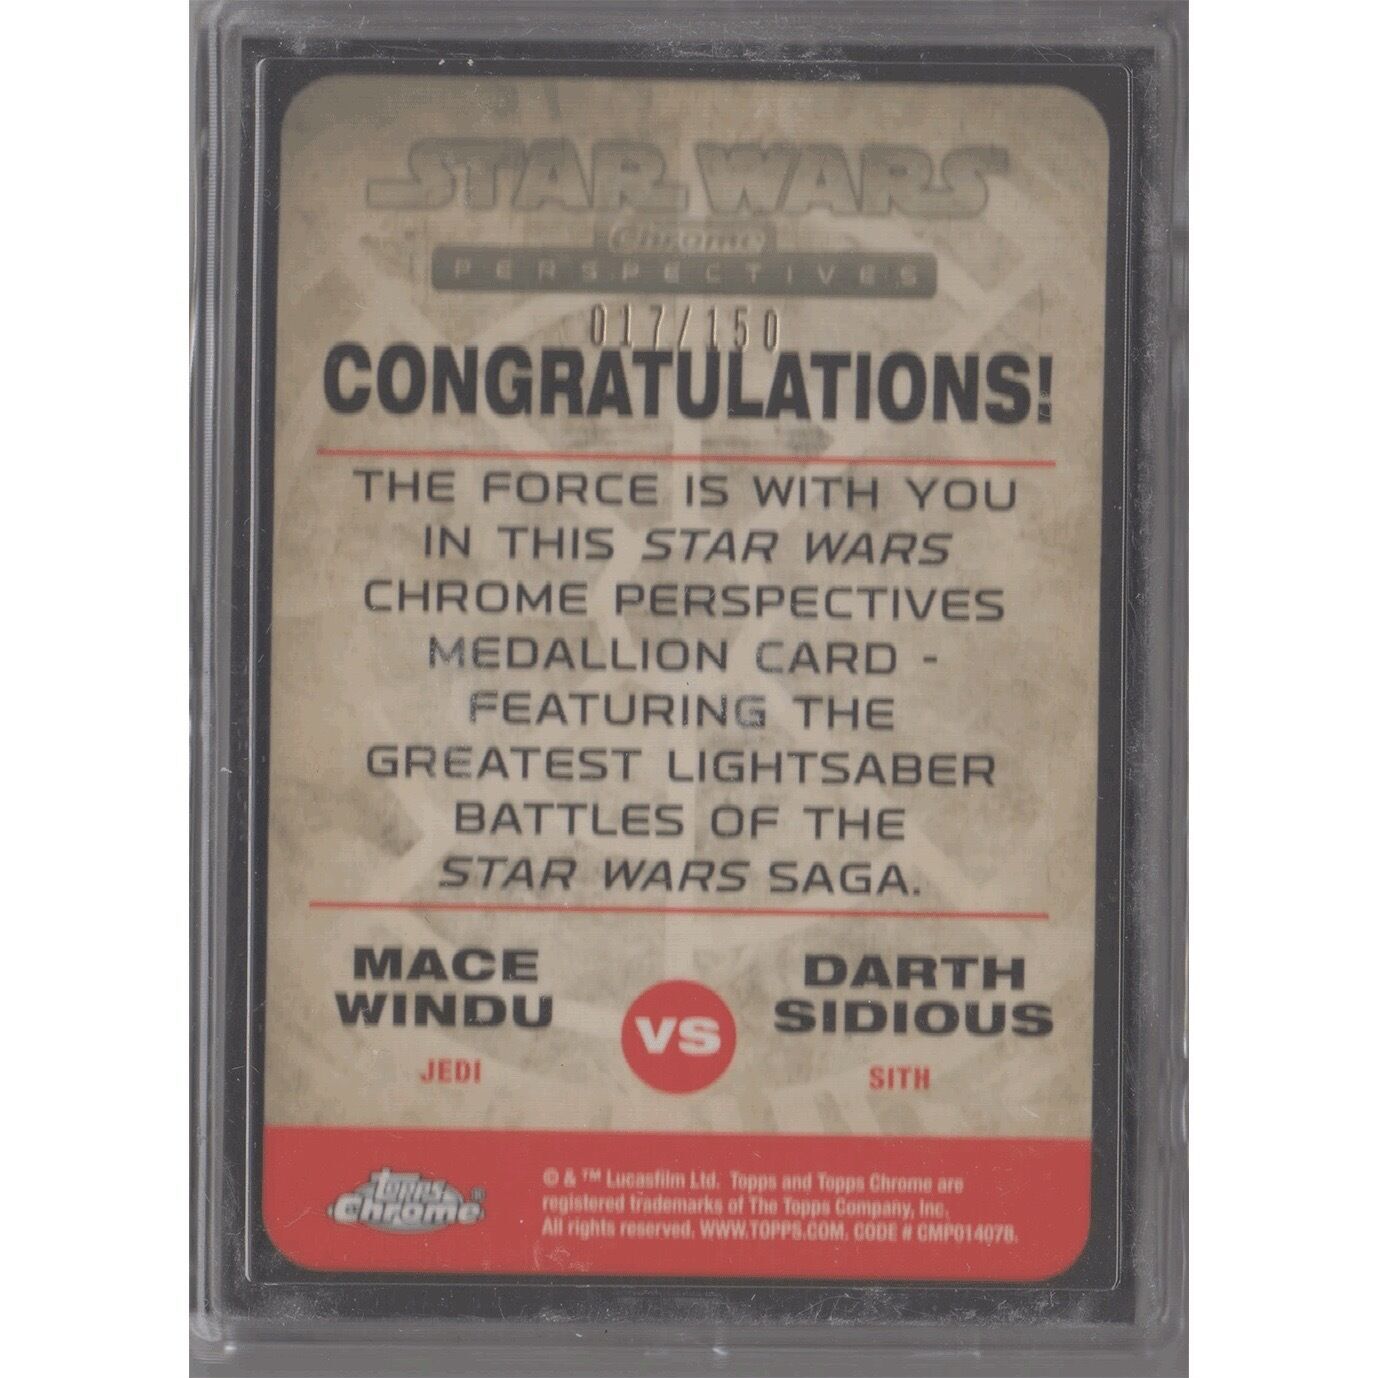 STAR WARS
Chrome
PERSPECTIVES
017/150
CONGRATULATIONS!
THE FORCE IS WITH YOU
IN THIS STAR WARS
CHROME PERSPECTIVES
MEDALLION CARD -
FEATURING THE
GREATEST LIGHTSABER
BATTLES OF THE
STAR WARS SAGA.
MACE
WINDU
JEDI
VS
DARTH
SIDIOUS
SITH
Topps
Chrome®
© & ™ Lucasfilm Ltd. Topps and Topps Chrome are
registered trademarks of The Topps Company, Inc.
All rights reserved. WWW.TOPPS.COM. CODE # CMP014078.